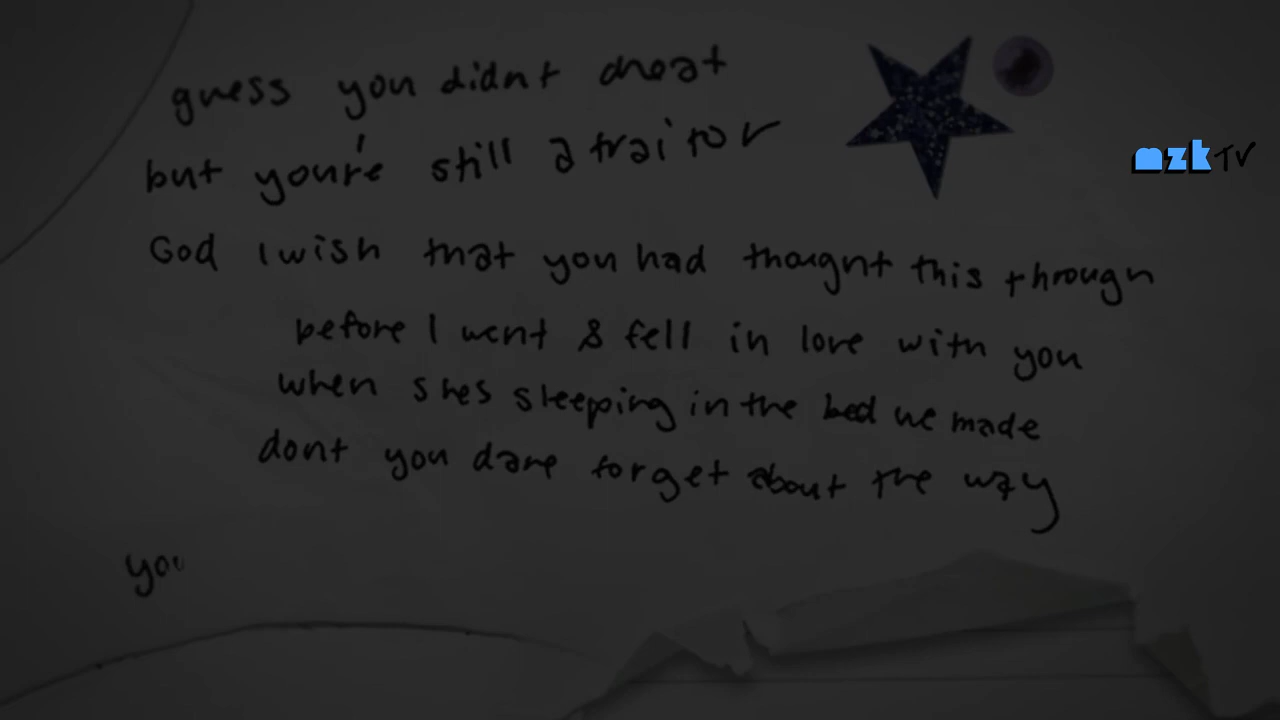 guess you didnt cheat
but you're still a traitor
mzk TV
God I wish that you had thought this through
before I went & fell in love with you
when shes sleeping in the bed we made
dont you dare forget about the way
you